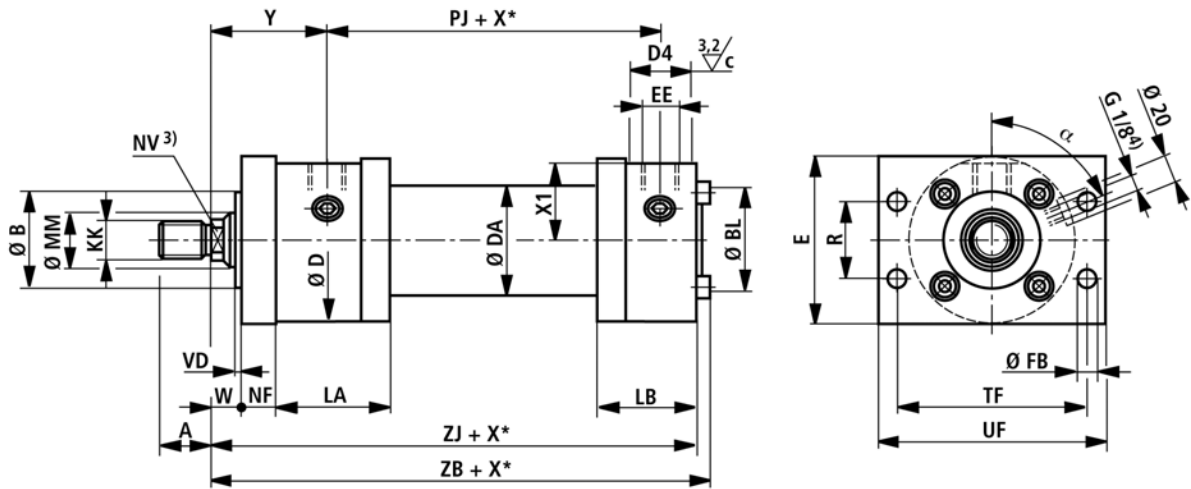 Y
PJ + X*
D4
3,2
c
EE
NV 3)
Ø B
Ø MM
KK
Ø D
Ø DA
X1
Ø BL
VD
W
NF
LA
LB
A
ZJ + X*
ZB + X*
α
G 1/8 4)
Ø 20
E
R
Ø FB
TF
UF